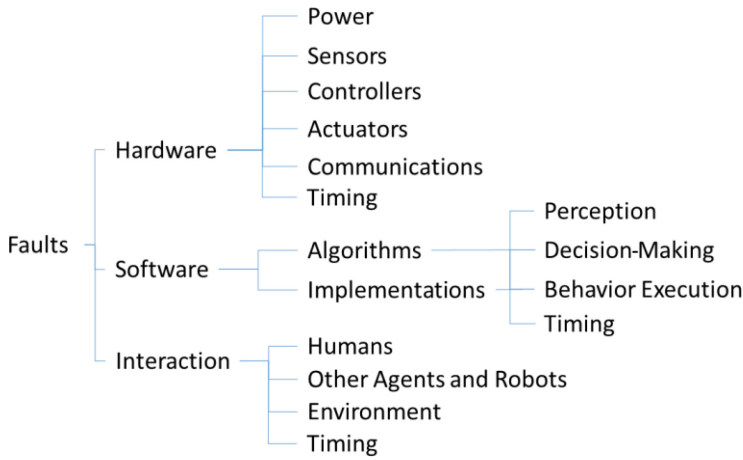 Faults
Hardware
Power
Sensors
Controllers
Actuators
Communications
Timing
Software
Algorithms
Implementations
Perception
Decision-Making
Behavior Execution
Timing
Interaction
Humans
Other Agents and Robots
Environment
Timing